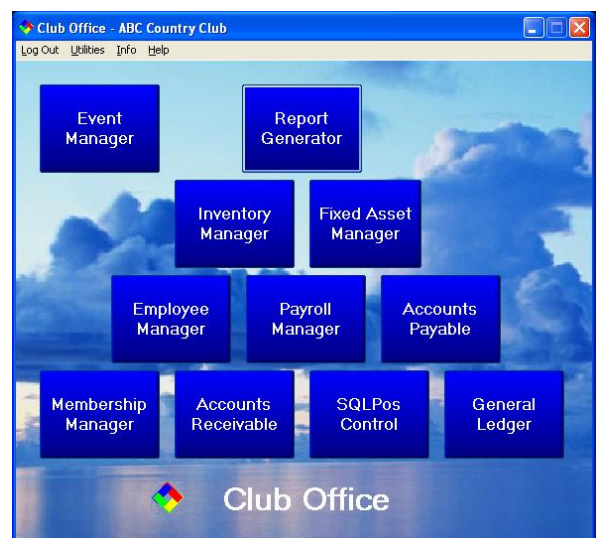 Club Office - ABC Country Club
Log Out Utilities Info Help
Event
Manager
Report
Generator
Inventory
Manager
Fixed Asset
Manager
Employee
Manager
Payroll
Manager
Accounts
Payable
Membership
Manager
Accounts
Receivable
SQLPos
Control
General
Ledger
Club Office